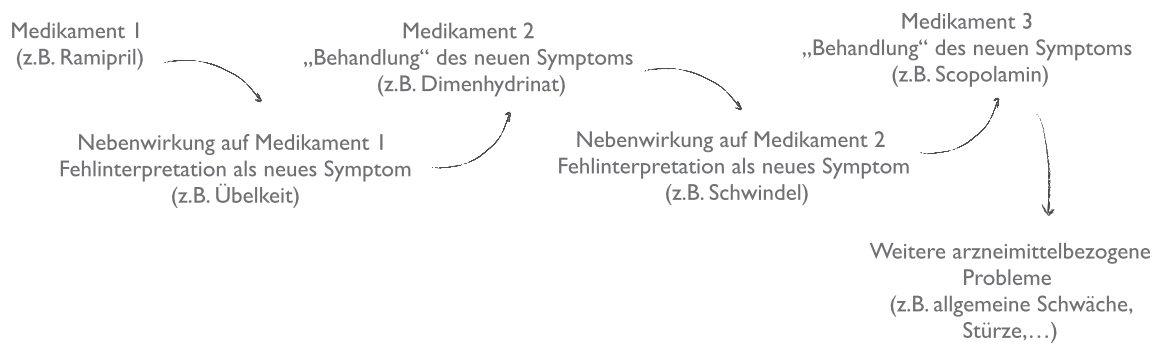 Medikament 1
(z.B. Ramipril)
Nebenwirkung auf Medikament 1
Fehlinterpretation als neues Symptom
(z.B. Übelkeit)
Medikament 2
„Behandlung“ des neuen Symptoms
(z.B. Dimenhydrinat)
Nebenwirkung auf Medikament 2
Fehlinterpretation als neues Symptom
(z.B. Schwindel)
Medikament 3
„Behandlung“ des neuen Symptoms
(z.B. Scopolamin)
Weitere arzneimittelbezogene
Probleme
(z.B. allgemeine Schwäche,
Stürze,…)